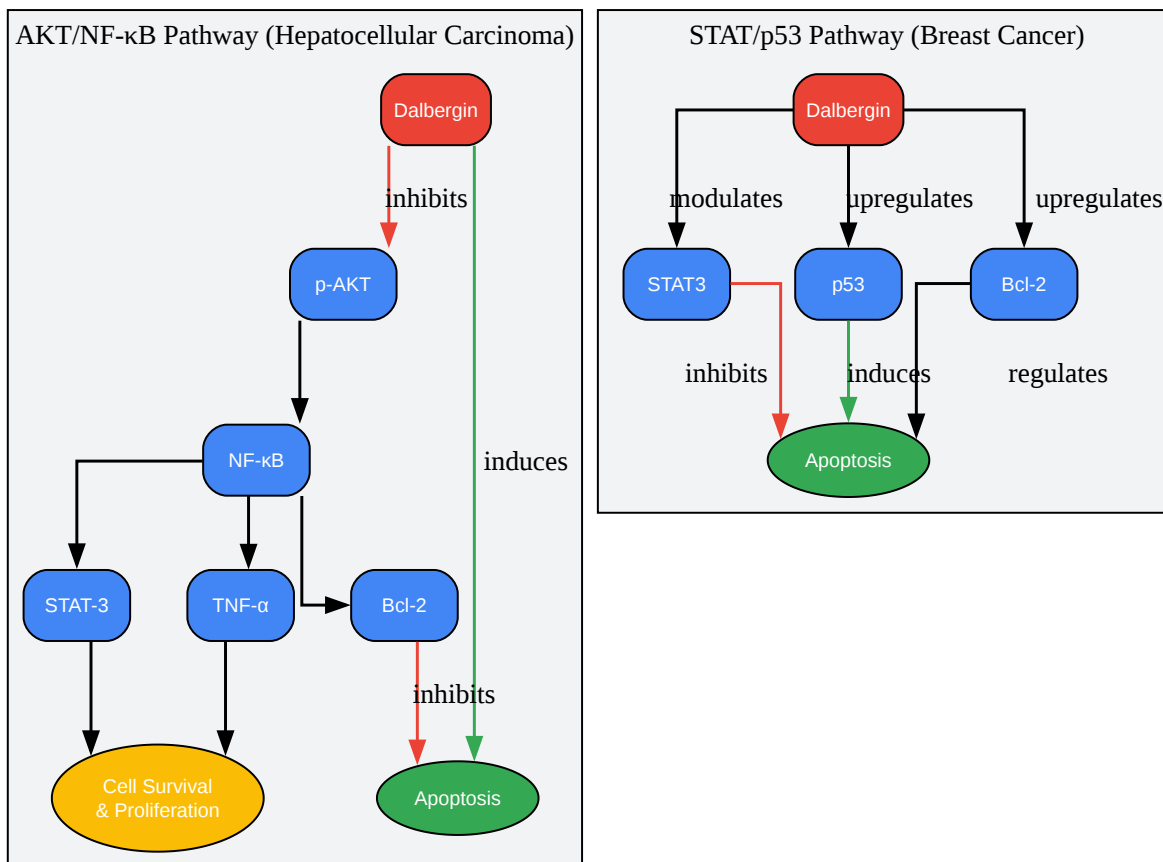 AKT/NF-κB Pathway (Hepatocellular Carcinoma)
Dalbergin
inhibits
p-AKT
NF-κB
induces
STAT-3
TNF-α
Bcl-2
inhibits
Cell Survival
& Proliferation
Apoptosis
STAT/p53 Pathway (Breast Cancer)
Dalbergin
modulates
upregulates
upregulates
STAT3
p53
Bcl-2
inhibits
induces
regulates
Apoptosis